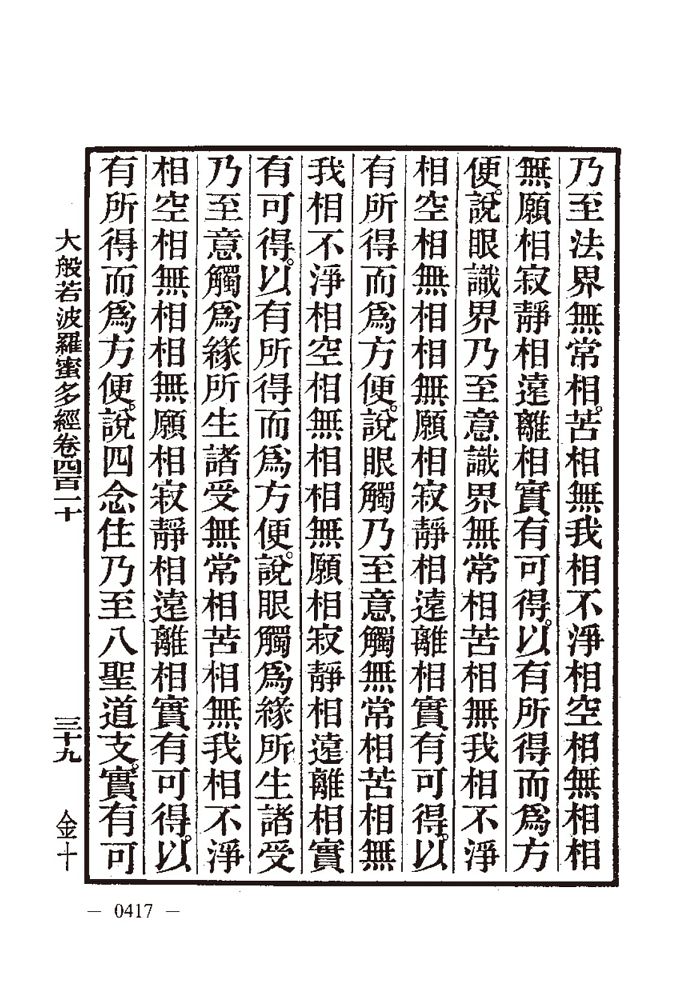 乃至法界無常相。苦相無我相不淨相空相無相相
無願相寂靜相遠離相實有可得。以有所得而爲方
便。說眼識界乃至意識界無常相苦相無我相不淨
相空相無相相無願相寂靜相遠離相實有可得。以
有所得而爲方便。說眼觸乃至意觸無常相苦相無
我相不淨相空相無相相無願相寂靜相遠離相實
有可得。以有所得而爲方便。說眼觸爲緣所生諸受
乃至意觸爲緣所生諸受無常相苦相無我相不淨
相空相無相相無願相寂靜相遠離相實有可得。以
有所得而爲方便。說四念住乃至八聖道支。實有可
大般若波羅蜜多經卷四百一十 三十九 金十
— 0417 —